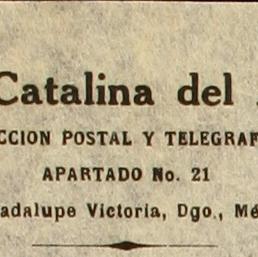 Catalina del
CCION POSTAL Y TELEGRAF
APARTADO No. 21
adalupe Victoria, Dgo., Mé